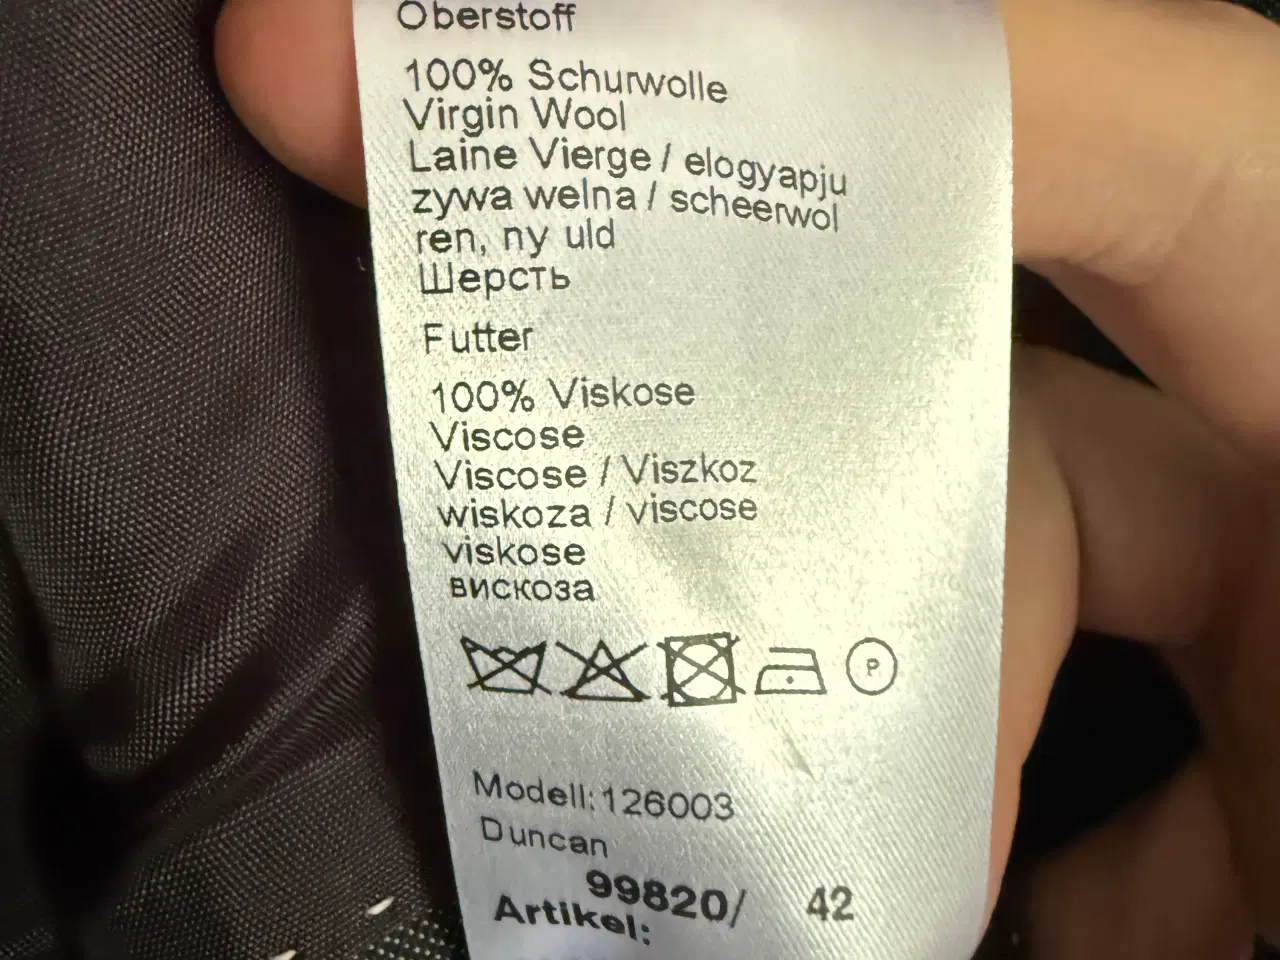 Oberstoff
100% Schurwolle
Virgin Wool
Laine Vierge / elogyapju
zywa welna / scheerwol
ren, ny uld
Шерсть
Futter
100% Viskose
Viscose
Viscose / Viszkoz
wiskoza / viscose
viskose
вискоза
P
Modell:126003
Duncan
99820/ 42
Artikel: